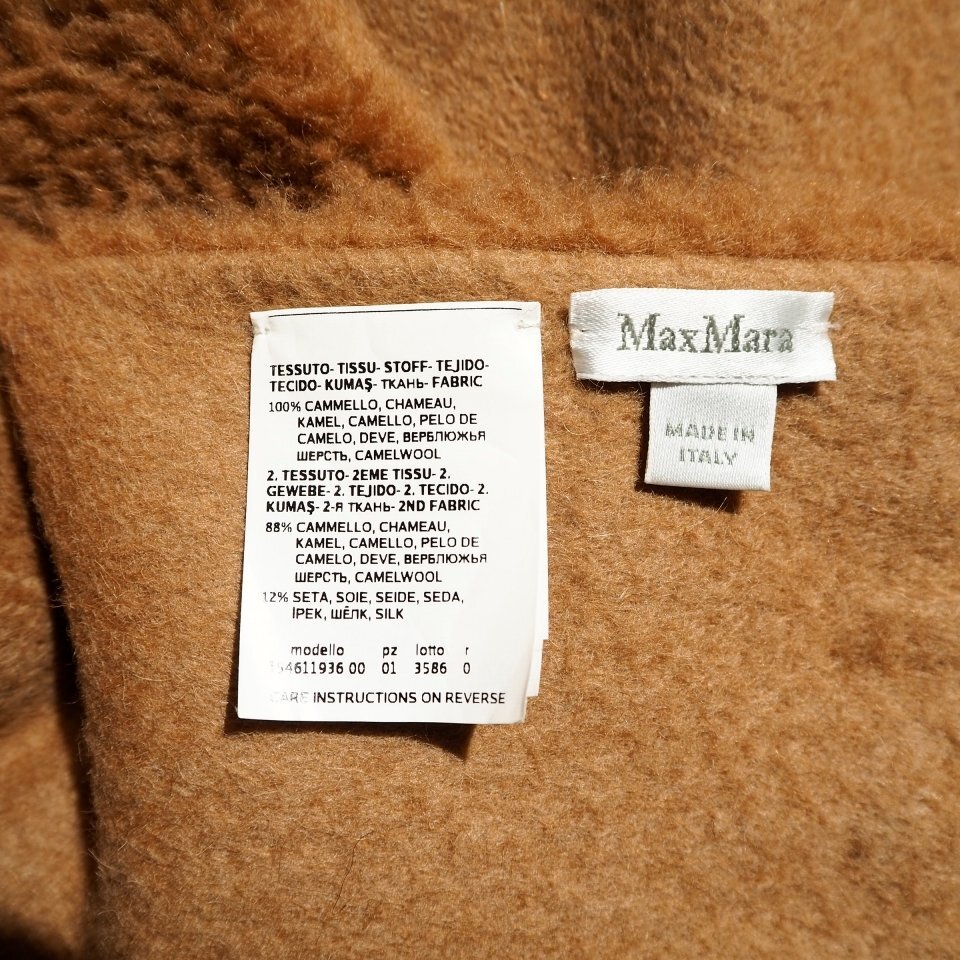 TESSUTO- TISSU- STOFF- TEJIDO-
TECIDO- KUMAŞ- ТКАНЬ- FABRIC
100% CAMMELLO, CHAMEAU,
KAMEL, CAMELLO, PELO DE
CAMELO, DEVE, ВЕРБЛЮЖЬЯ
ШЕРСТЬ, CAMELWOOL
2. TESSUTO- 2EME TISSU- 2.
GEWEBE- 2. TEJIDO- 2. TECIDO- 2.
KUMAŞ- 2-Я ТКАНЬ- 2ND FABRIC
88% CAMMELLO, CHAMEAU,
KAMEL, CAMELLO, PELO DE
CAMELO, DEVE, ВЕРБЛЮЖЬЯ
ШЕРСТЬ, CAMELWOOL
12% SETA, SOIE, SEIDE, SEDA,
İPEK, ШЁЛК, SILK
modello pz lotto r
00 01 3586 0
CARE INSTRUCTIONS ON REVERSE
MaxMara
MADE IN
ITALY